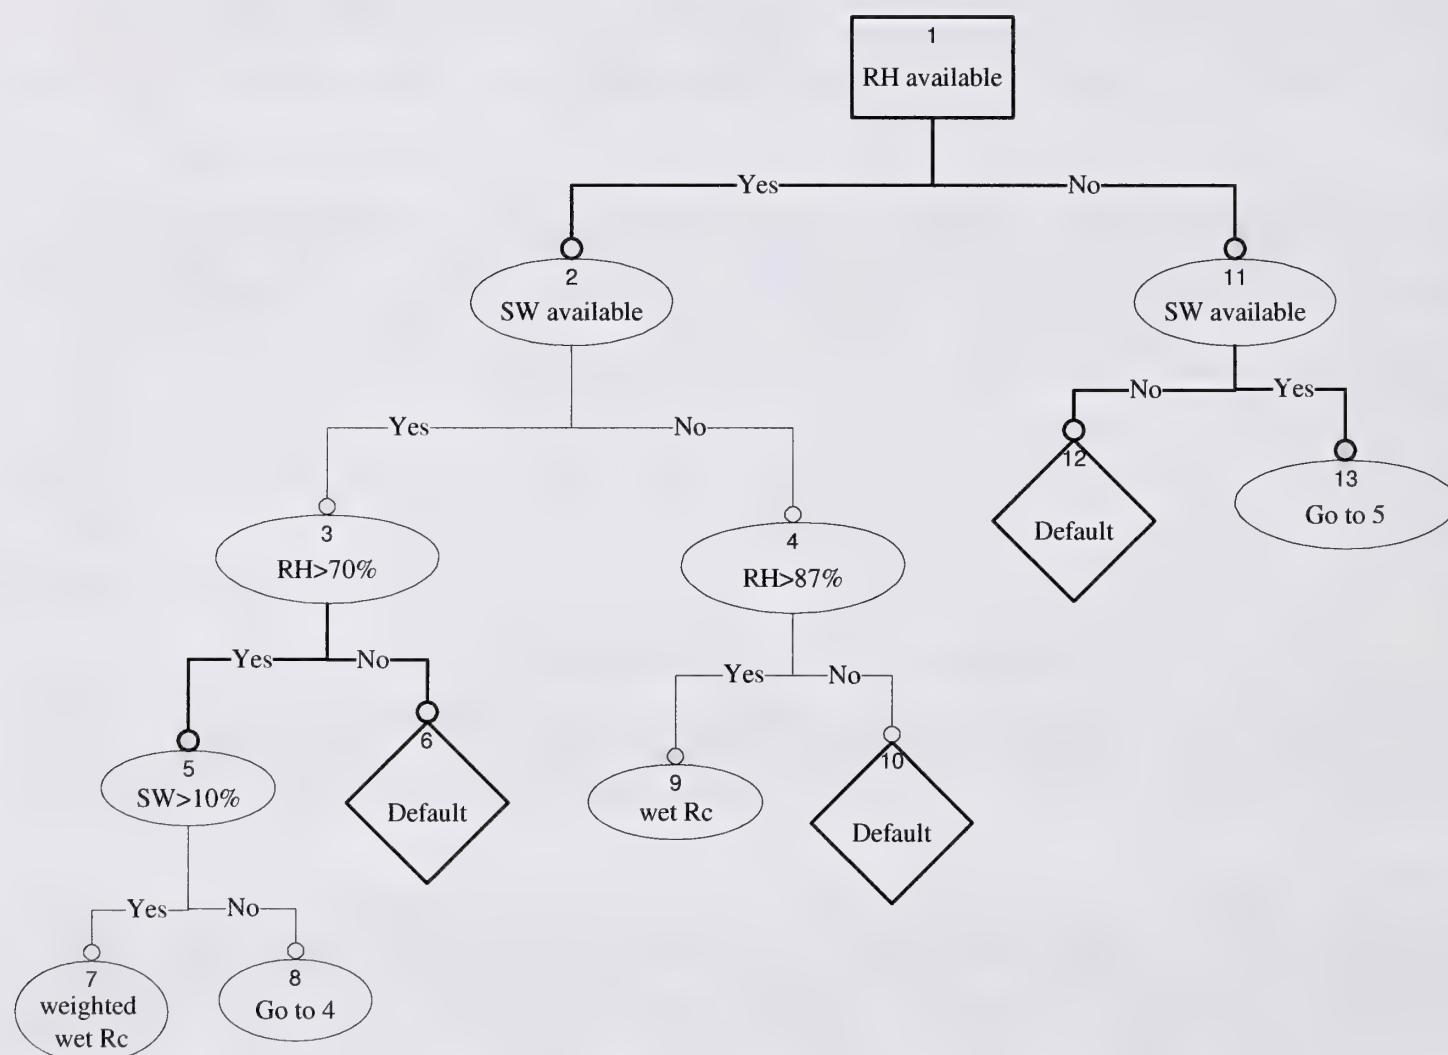 1
RH available
Yes
No
2
SW available
11
SW available
No
Yes
Yes
No
12
Default
13
Go to 5
3
RH>70%
4
RH>87%
Yes
No
Yes
No
5
SW>10%
6
Default
9
wet Rc
10
Default
Yes
No
7
weighted
wet Rc
8
Go to 4